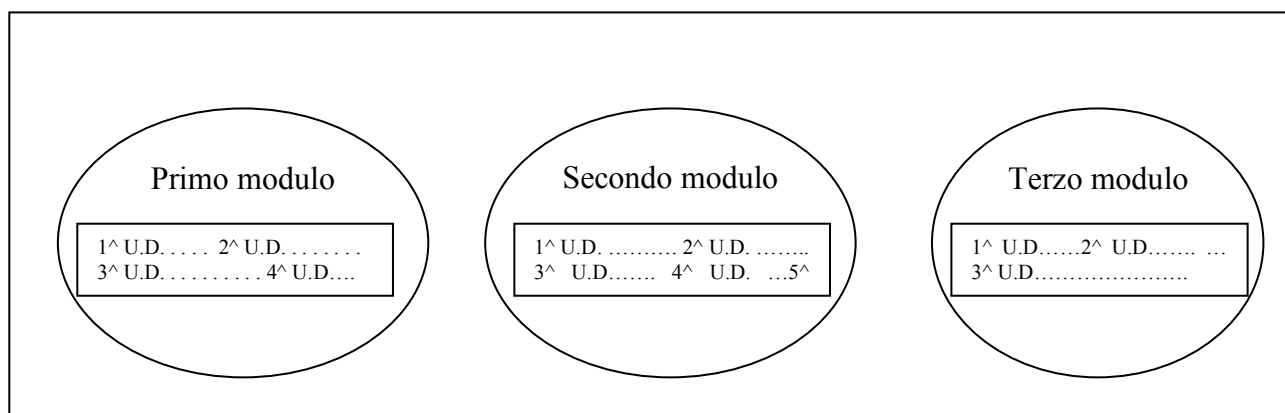 Primo modulo
1^ U.D. . . . . 2^ U.D. . . . . . . .
3^ U.D. . . . . . . . . . 4^ U.D….
Secondo modulo
1^ U.D. ………. 2^ U.D. ……..
3^ U.D……. 4^ U.D. …5^
Terzo modulo
1^ U.D……2^ U.D……. …
3^ U.D………………….